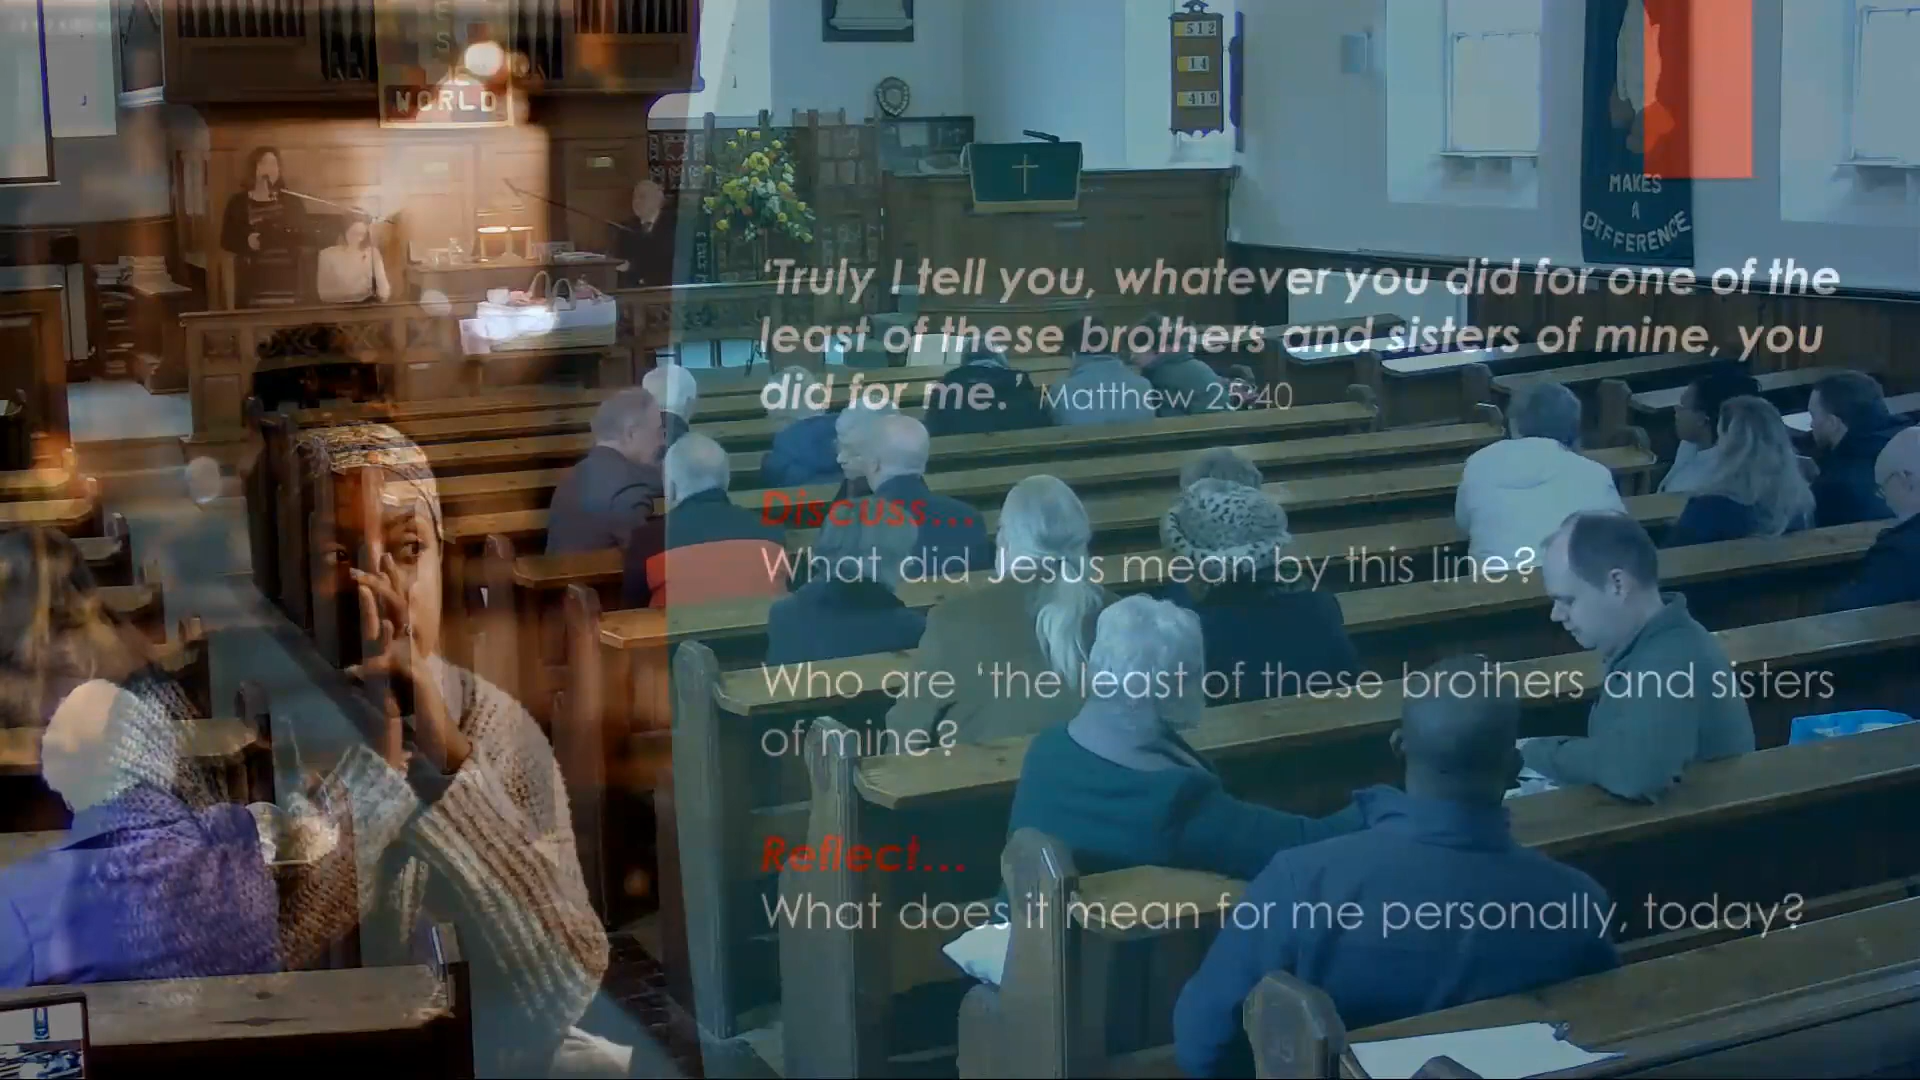 WORLD
512
14
419
MAKES
A
DIFFERENCE
‘Truly I tell you, whatever you did for one of the
least of these brothers and sisters of mine, you
did for me.’ Matthew 25:40
Discuss...
What did Jesus mean by this line?
Who are ‘the least of these brothers and sisters
of mine?
Reflect...
What does it mean for me personally, today?